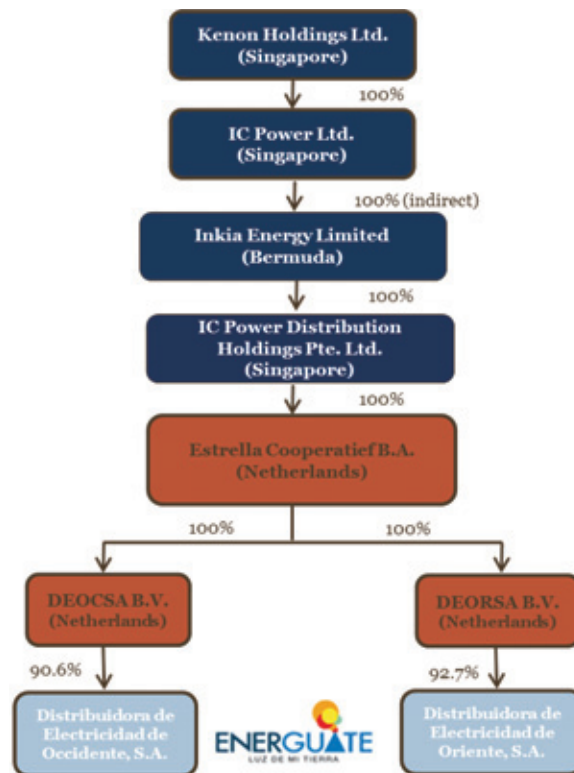 Kenon Holdings Ltd.
(Singapore)
100%
IC Power Ltd.
(Singapore)
100% (indirect)
Inkia Energy Limited
(Bermuda)
100%
IC Power Distribution
Holdings Pte. Ltd.
(Singapore)
100%
Estrella Cooperatief B.A.
(Netherlands)
100%
100%
DEOCSA B.V.
(Netherlands)
DEORSA B.V.
(Netherlands)
90.6%
92.7%
Distribuidora de
Electricidad de
Occidente, S.A.
ENERGUATE
LUZ DE MI TIERRA
Distribuidora de
Electricidad de
Oriente, S.A.